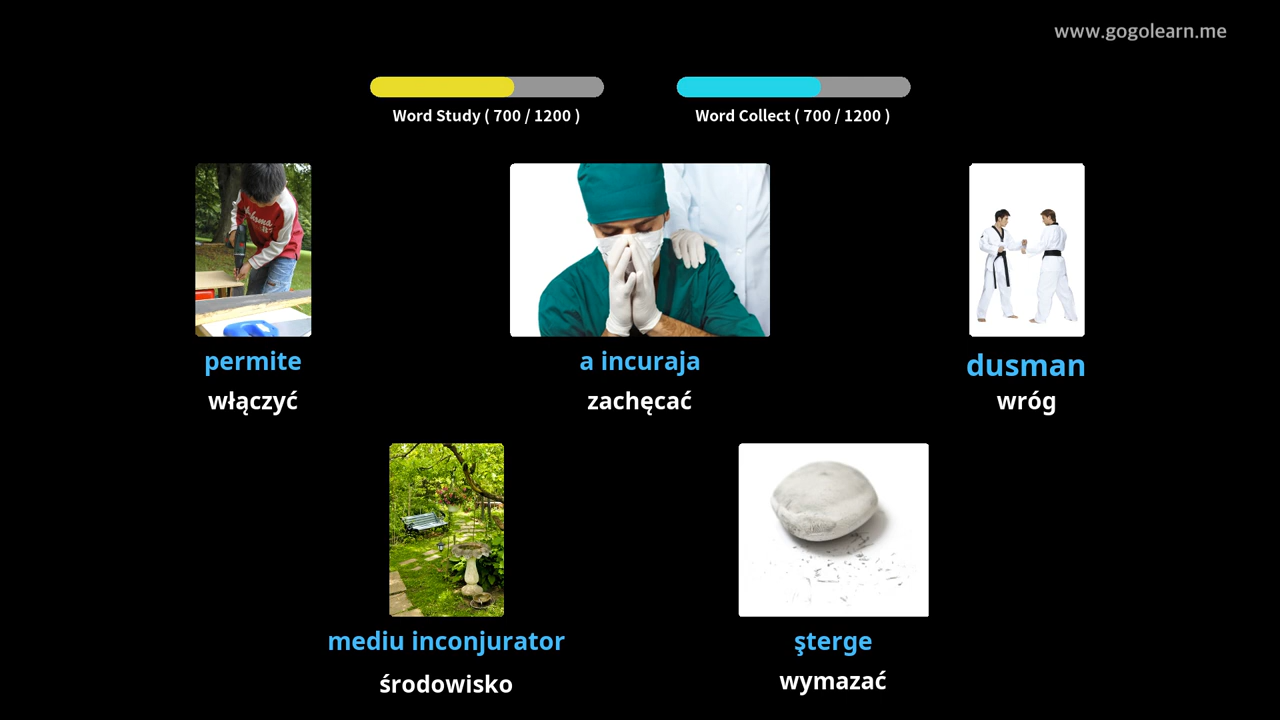 www.gogolearn.me
Word Study ( 700 / 1200 )
Word Collect ( 700 / 1200 )
permite
włączyć
a incuraja
zachęcać
dusman
wróg
mediu inconjurator
środowisko
şterge
wymazać